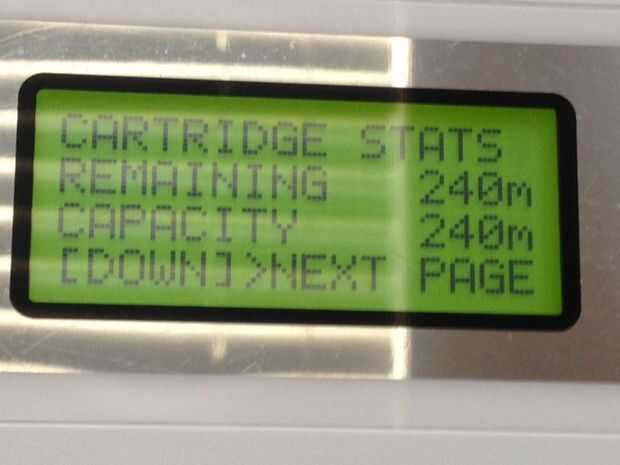 CARTRIDGE STATS
REMAINING 240m
CAPACITY 240m
[DOWN]>NEXT PAGE